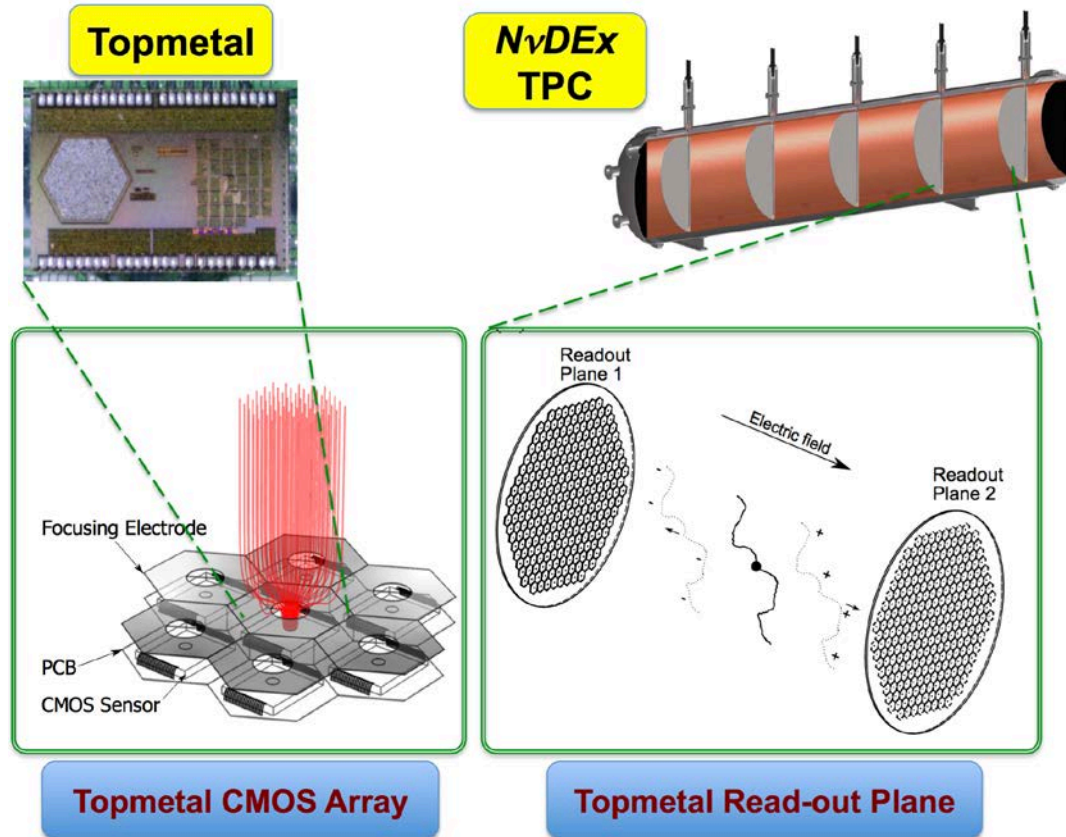 Topmetal
NνDEx
TPC
Focusing Electrode
PCB
CMOS Sensor
Readout
Plane 1
Electric field
Readout
Plane 2
Topmetal CMOS Array
Topmetal Read-out Plane